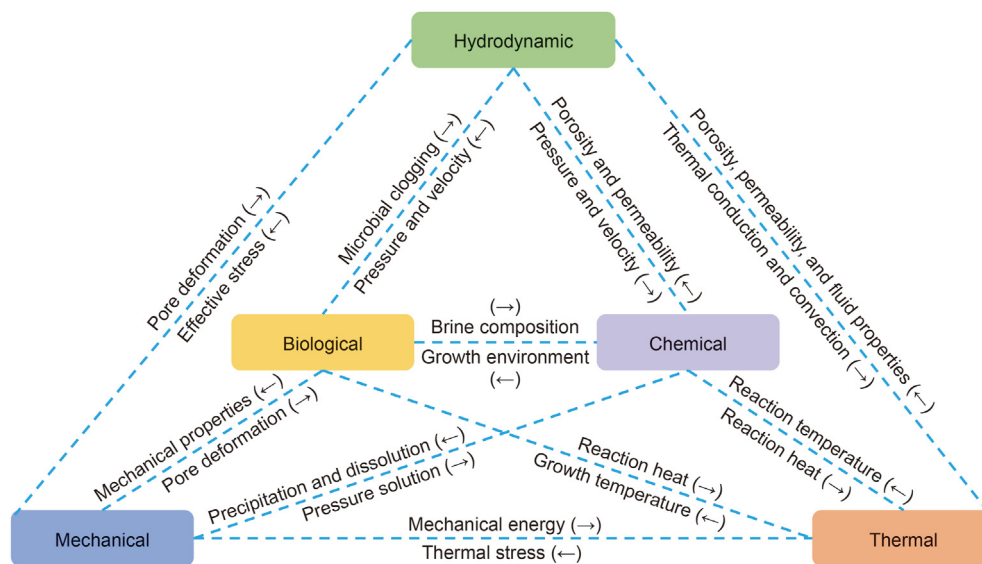 Hydrodynamic
Pore deformation (→)
Effective stress (←)
Microbial clogging (→)
Pressure and velocity (←)
Porosity and permeability (←)
Pressure and velocity (→)
Porosity, permeability, and fluid properties (←)
Thermal conduction and convection (→)
Biological
(→)
Brine composition
Growth environment
(←)
Chemical
Mechanical properties (←)
Pore deformation (→)
Precipitation and dissolution (←)
Pressure solution (→)
Reaction heat (→)
Growth temperature (←)
Reaction temperature (←)
Reaction heat (→)
Mechanical
Mechanical energy (→)
Thermal stress (←)
Thermal